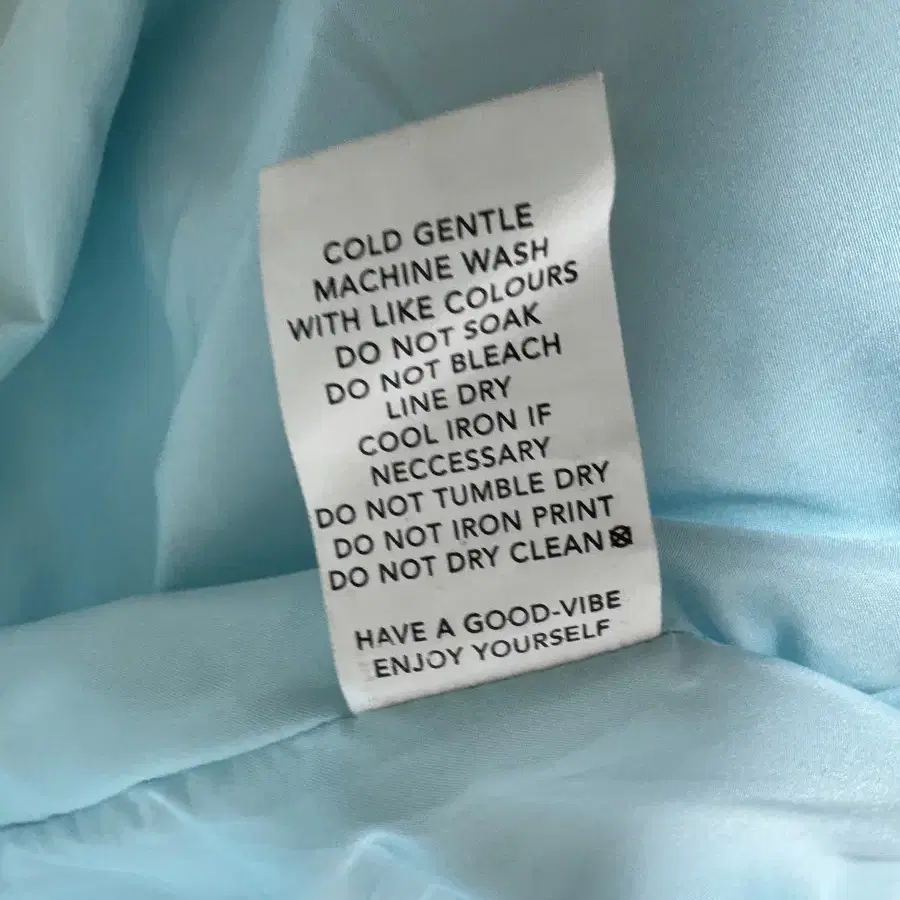 COLD GENTLE
MACHINE WASH
WITH LIKE COLOURS
DO NOT SOAK
DO NOT BLEACH
LINE DRY
COOL IRON IF
NECCESSARY
DO NOT TUMBLE DRY
DO NOT IRON PRINT
DO NOT DRY CLEAN
HAVE A GOOD-VIBE
ENJOY YOURSELF